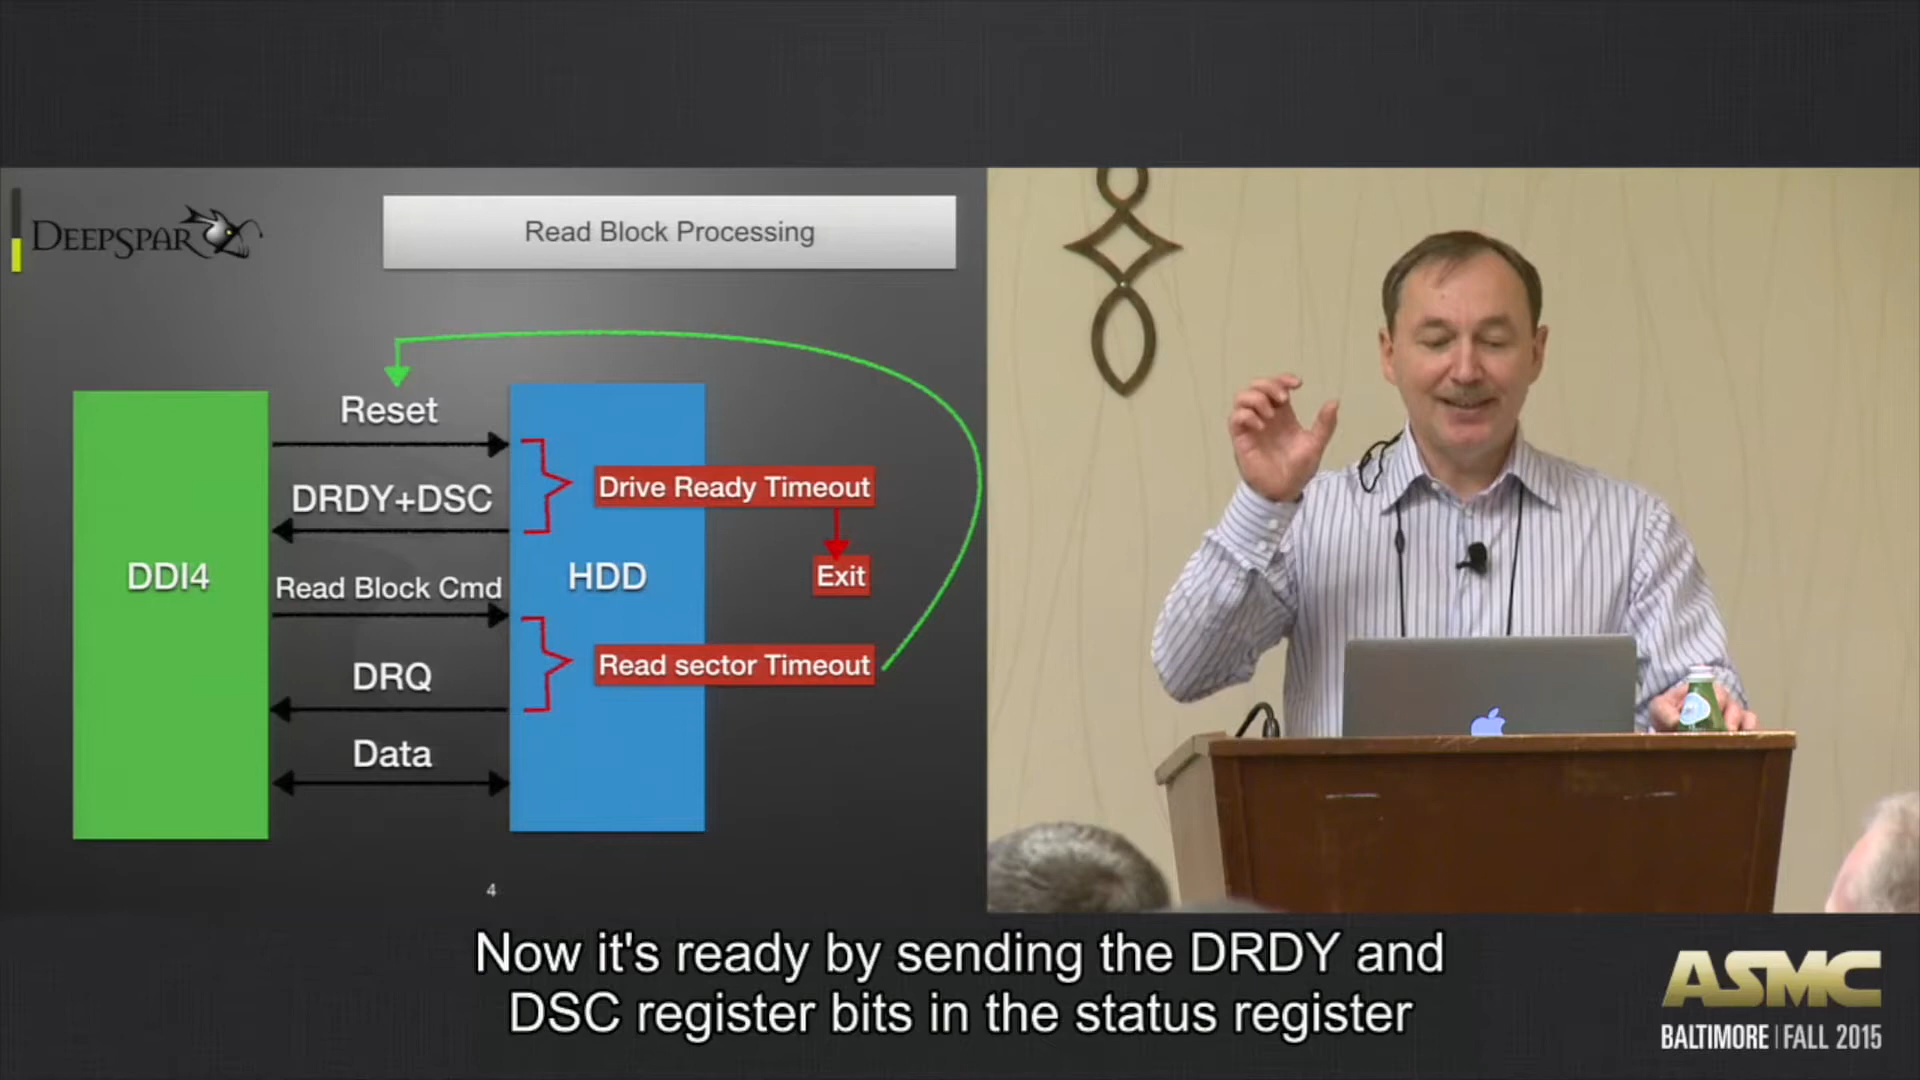 DEEPSPAR
Read Block Processing
Reset
Drive Ready Timeout
DRDY+DSC
DDI4
Read Block Cmd
HDD
Exit
Read sector Timeout
DRQ
Data
4
Now it's ready by sending the DRDY and
DSC register bits in the status register
ASMC
BALTIMORE | FALL 2015